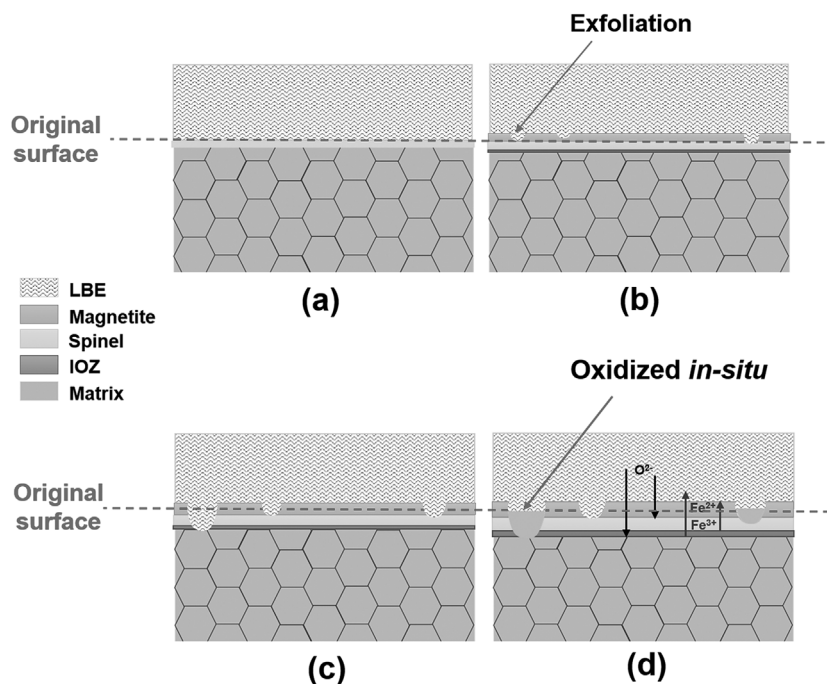 Exfoliation
Original
surface
(a)
(b)
LBE
Magnetite
Spinel
IOZ
Matrix
Oxidized in-situ
Original
surface
O²⁻
Fe²⁺
Fe³⁺
(c)
(d)